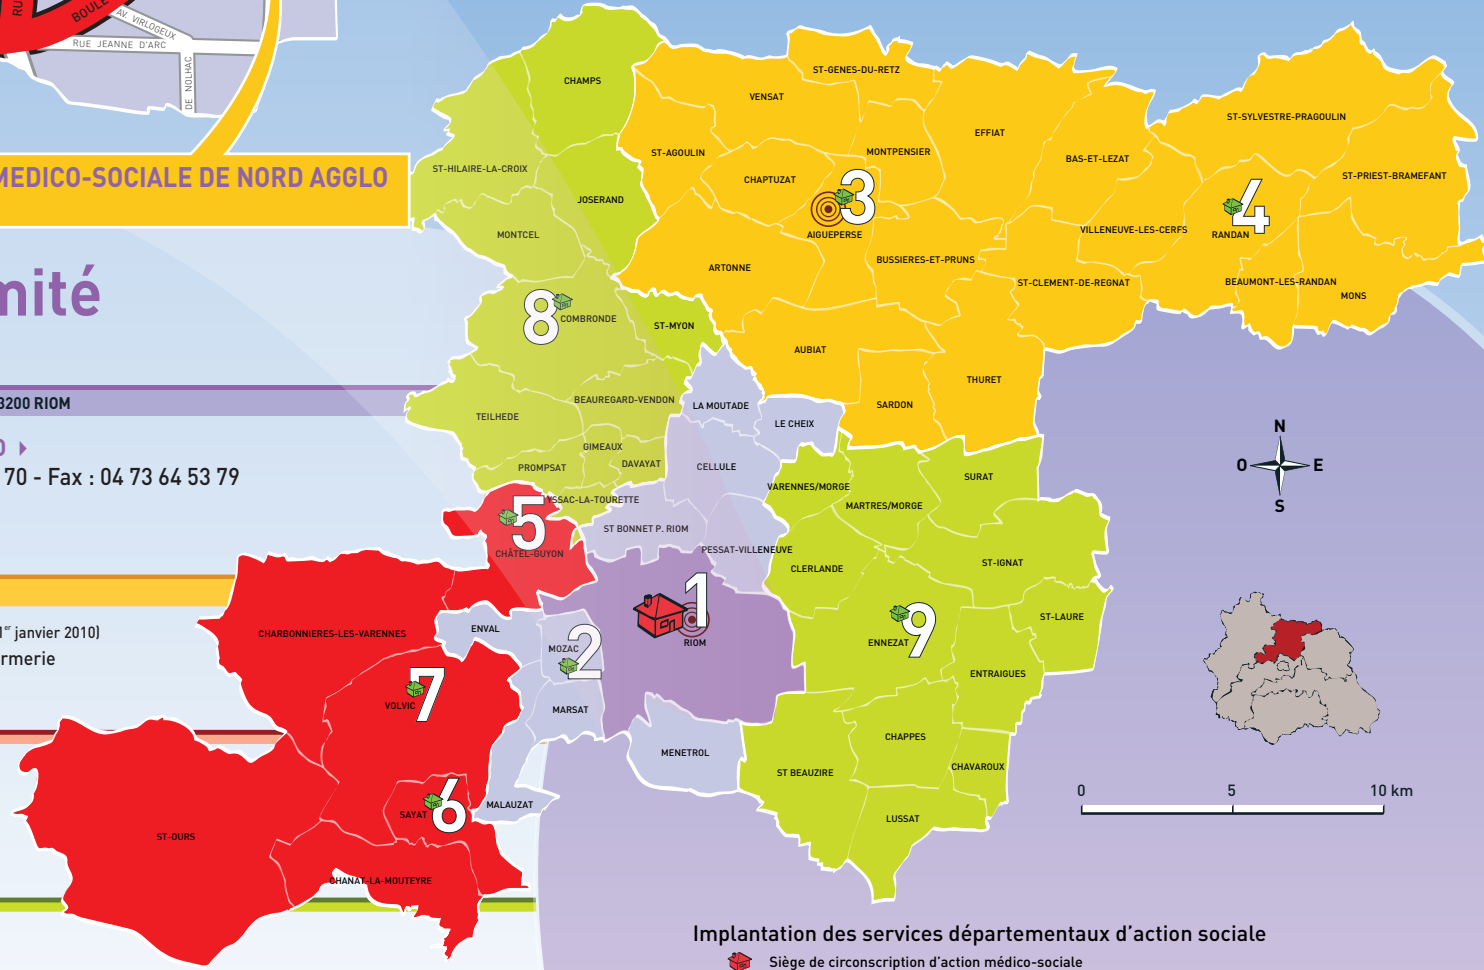 RU
BOULE
AV. VIRLOGEUX
RUE JEANNE D'ARC
DE NOLHAC
MEDICO-SOCIALE DE NORD AGGLO
mité
3200 RIOM
70 - Fax : 04 73 64 53 79
1er janvier 2010)
rmerie
CHAMPS
ST-HILAIRE-LA-CROIX
JOSERAND
MONTCEL
8
COMBRONDE
ST-MYON
TEILHEDE
BEAUREGARD-VENDON
GIMEAUX
PROMPSAT
DAVAYAT
YSSAC-LA-TOURETTE
ST-GENES-DU-RETZ
VENSAT
ST-AGOULIN
MONTPENSIER
EFFIAT
CHAPTUZAT
3
AIGUEPERSE
BAS-ET-LEZAT
ST-SYLVESTRE-PRAGOULIN
ST-PRIEST-BRAMEFANT
4
VILLENEUVE-LES-CERFS
RANDAN
ARTONNE
BUSSIERES-ET-PRUNS
ST-CLEMENT-DE-REGNAT
BEAUMONT-LES-RANDAN
MONS
AUBIAT
THURET
SARDON
LA MOUTADE
LE CHEIX
CELLULE
ST BONNET P. RIOM
PESSAT-VILLENEUVE
5
CHÂTEL-GUYON
1
RIOM
2
MOZAC
ENVAL
MARSAT
MENETROL
MALAUZAT
CHARBONNIERES-LES-VARENNES
7
VOLVIC
6
SAYAT
ST-OURS
CHANAT-LA-MOUTEYRE
VARENNES/MORGE
MARTRES/MORGE
SURAT
CLERLANDE
ST-IGNAT
ST-LAURE
9
ENNEZAT
ENTRAIGUES
CHAPPES
CHAVAROUX
ST BEAUZIRE
LUSSAT
N
O E
S
0 5 10 km
Implantation des services départementaux d'action sociale
Siège de circonscription d'action médico-sociale